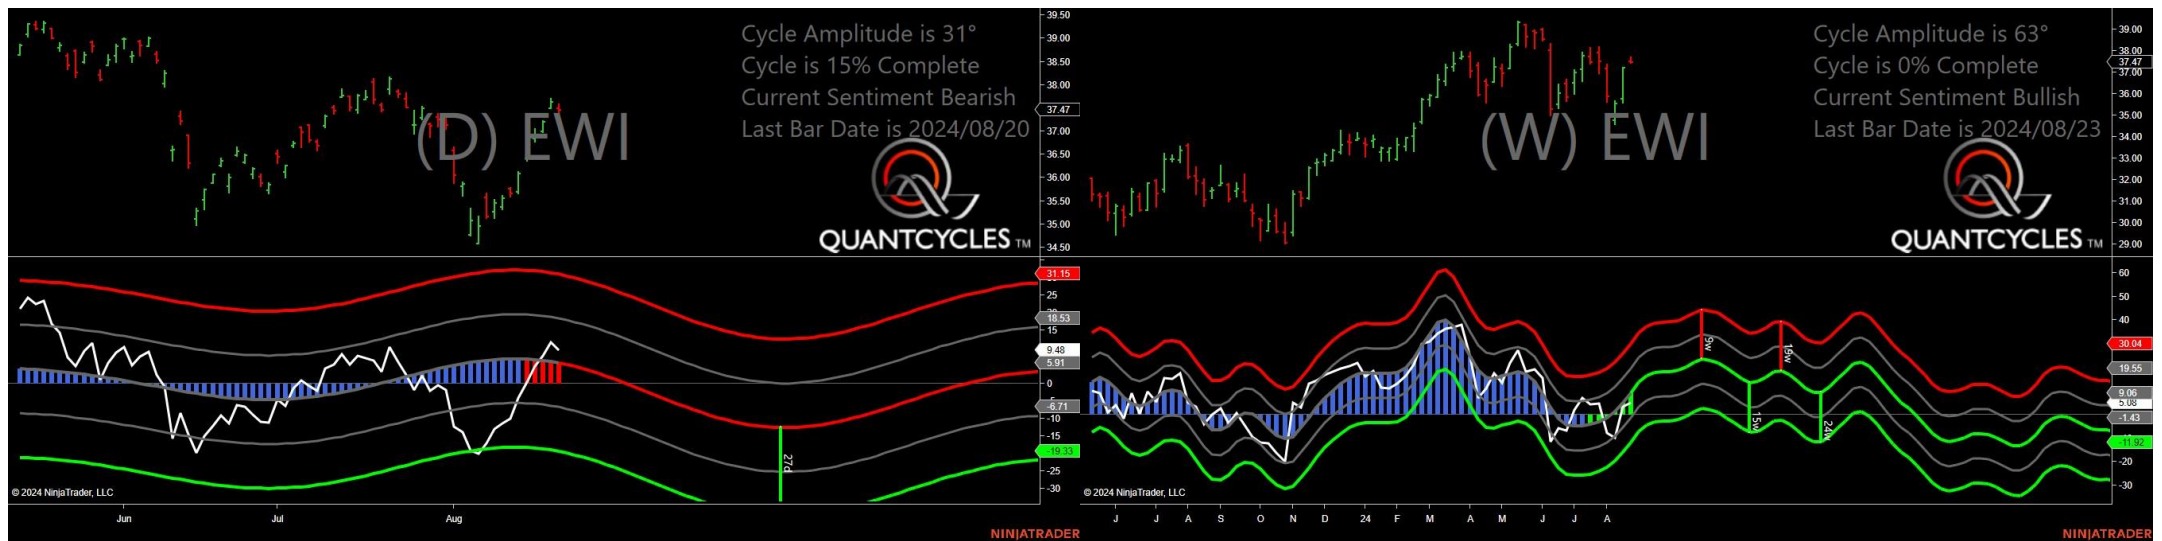 Cycle Amplitude is 31°
Cycle is 15% Complete
Current Sentiment Bearish
Last Bar Date is 2024/08/20
(D) EWI
QUANTCYCLES TM
39.50
39.00
38.50
38.00
37.47
37.00
36.50
36.00
35.50
35.00
34.50
31.15
25
18.53
15
9.48
5.91
0
-6.71
-10
-15
-19.33
-25
-30
27d
© 2024 NinjaTrader, LLC
Jun
Jul
Aug
NINJATRADER
Cycle Amplitude is 63°
Cycle is 0% Complete
Current Sentiment Bullish
Last Bar Date is 2024/08/23
(W) EWI
QUANTCYCLES TM
39.00
38.00
37.47
37.00
36.00
35.00
34.00
33.00
32.00
31.00
30.00
29.00
60
50
40
30.04
19.55
9.06
5.08
-1.43
-11.92
-20
-30
9w
19w
15w
24w
© 2024 NinjaTrader, LLC
J J A S O N D 24 F M A M J J A
NINJATRADER